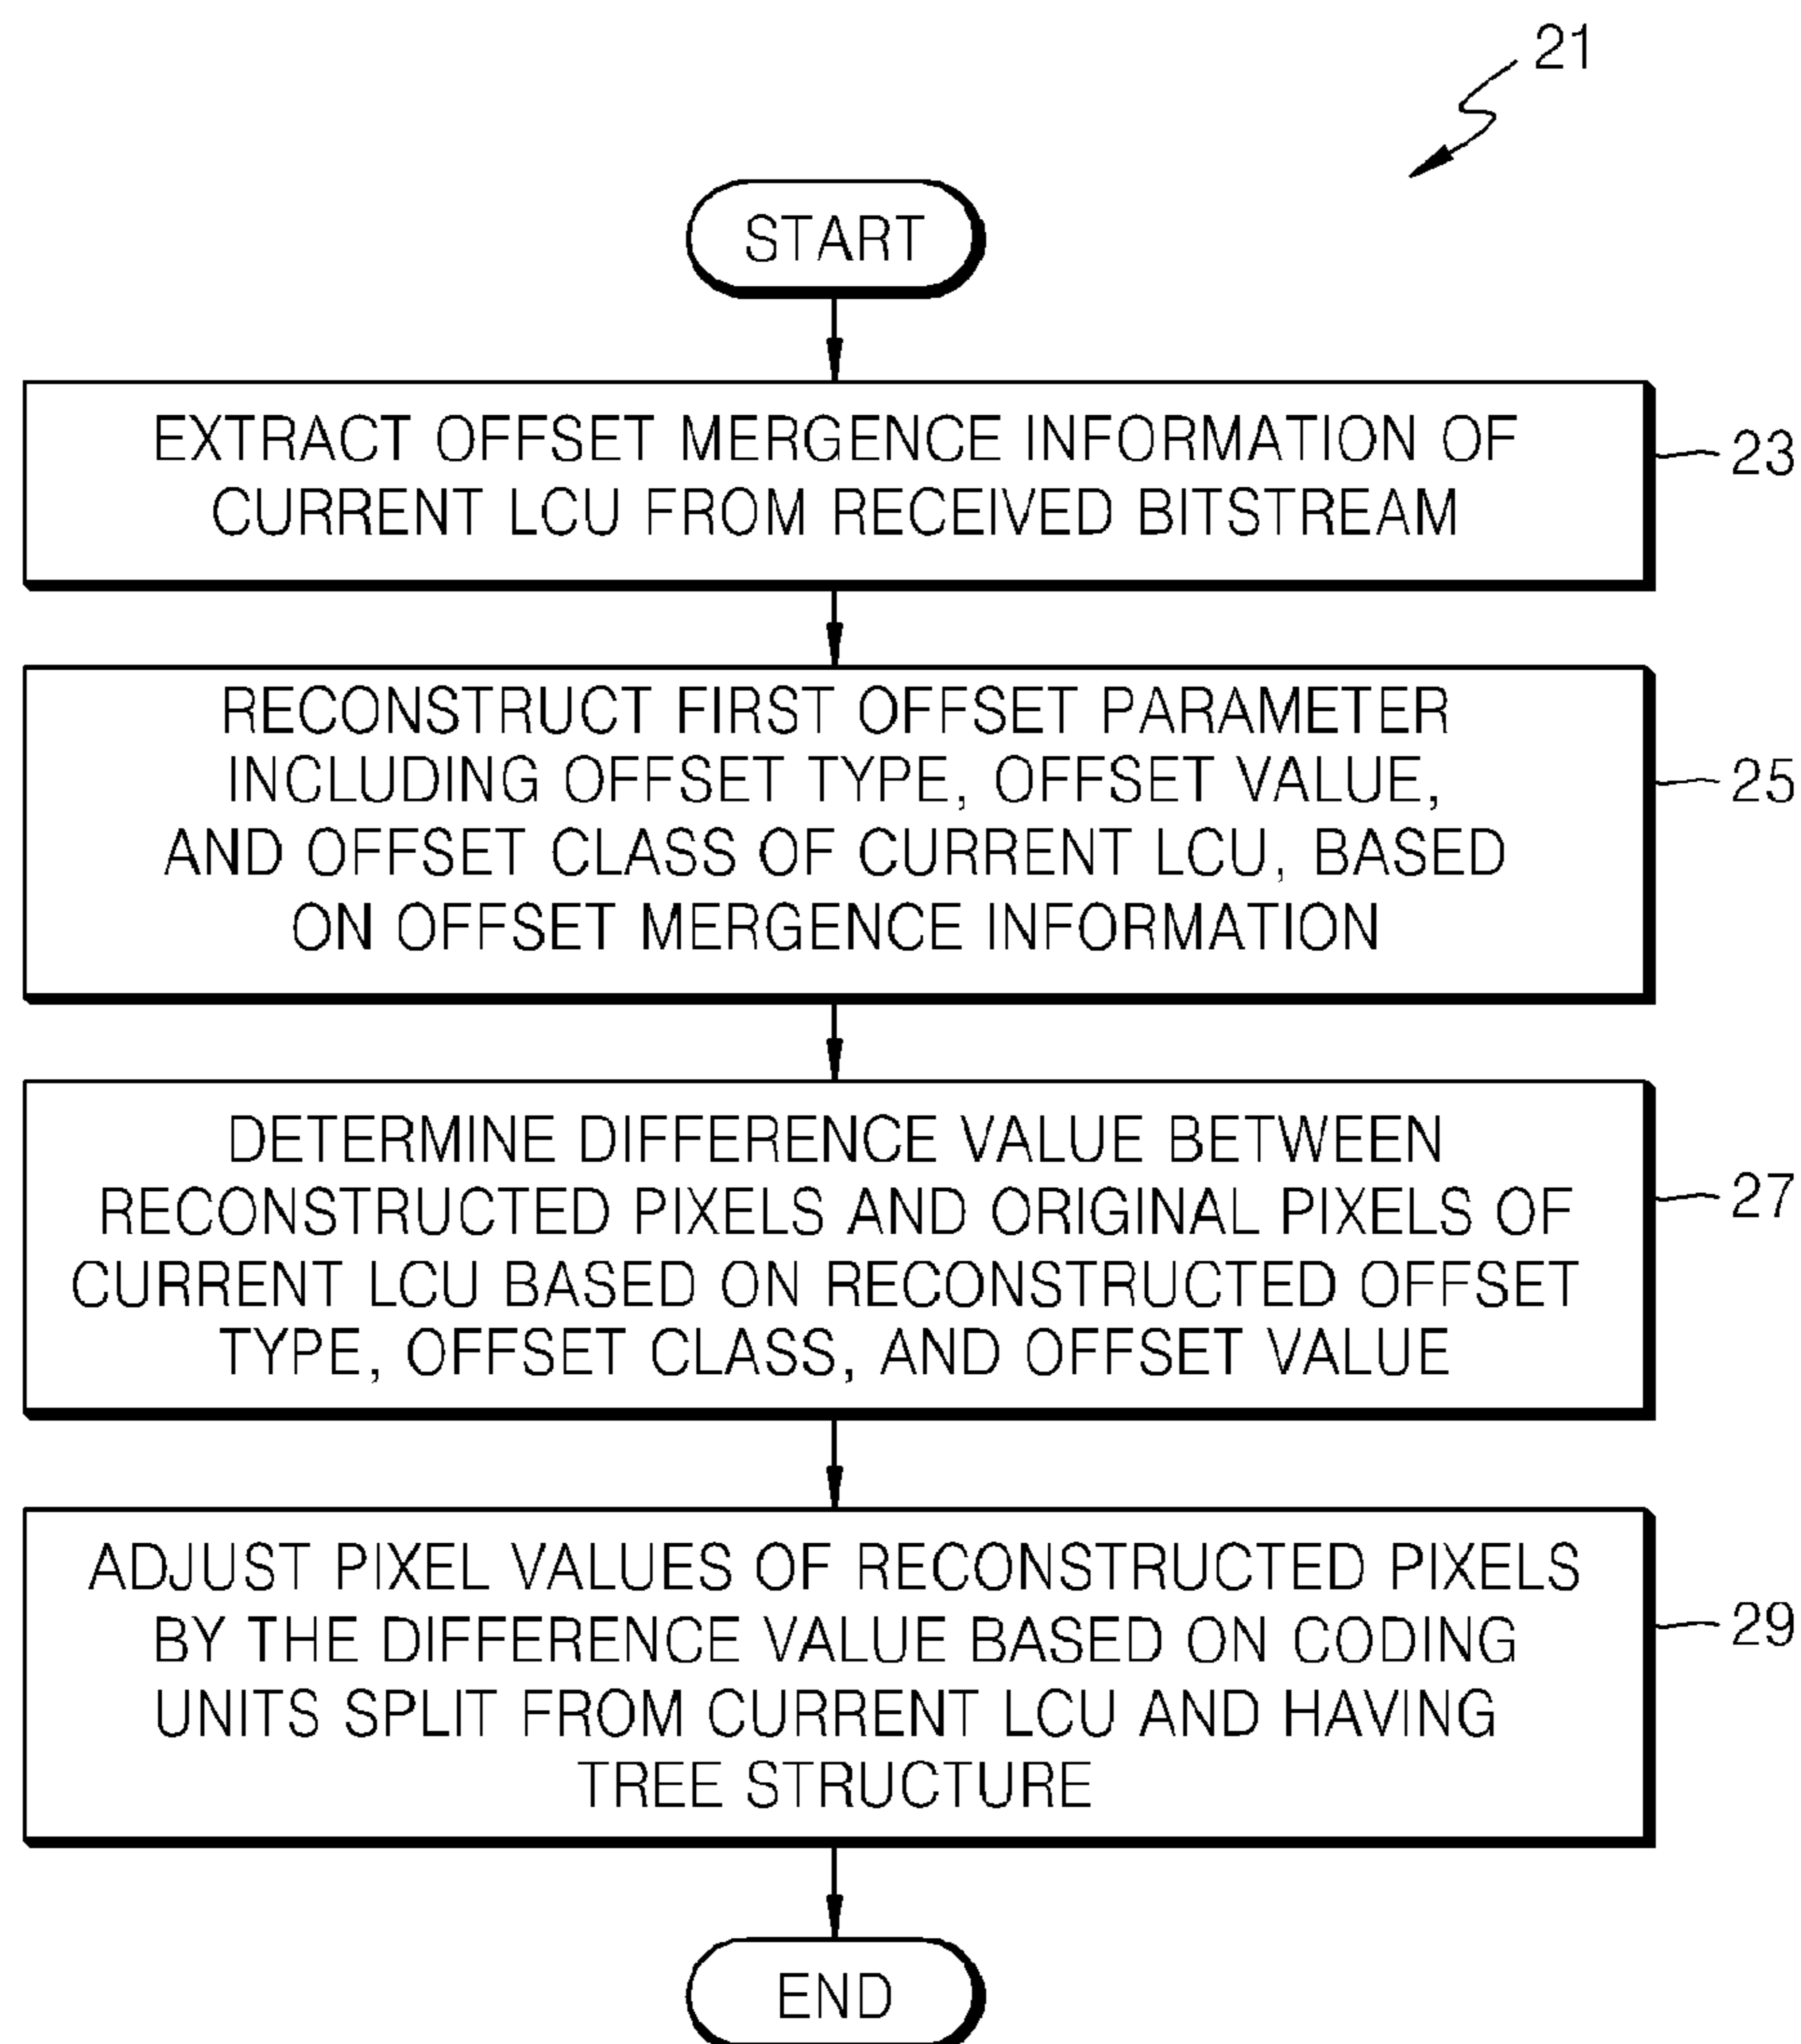 21
START
EXTRACT OFFSET MERGENCE INFORMATION OF
CURRENT LCU FROM RECEIVED BITSTREAM
23
RECONSTRUCT FIRST OFFSET PARAMETER
INCLUDING OFFSET TYPE, OFFSET VALUE,
AND OFFSET CLASS OF CURRENT LCU, BASED
ON OFFSET MERGENCE INFORMATION
25
DETERMINE DIFFERENCE VALUE BETWEEN
RECONSTRUCTED PIXELS AND ORIGINAL PIXELS OF
CURRENT LCU BASED ON RECONSTRUCTED OFFSET
TYPE, OFFSET CLASS, AND OFFSET VALUE
27
ADJUST PIXEL VALUES OF RECONSTRUCTED PIXELS
BY THE DIFFERENCE VALUE BASED ON CODING
UNITS SPLIT FROM CURRENT LCU AND HAVING
TREE STRUCTURE
29
END